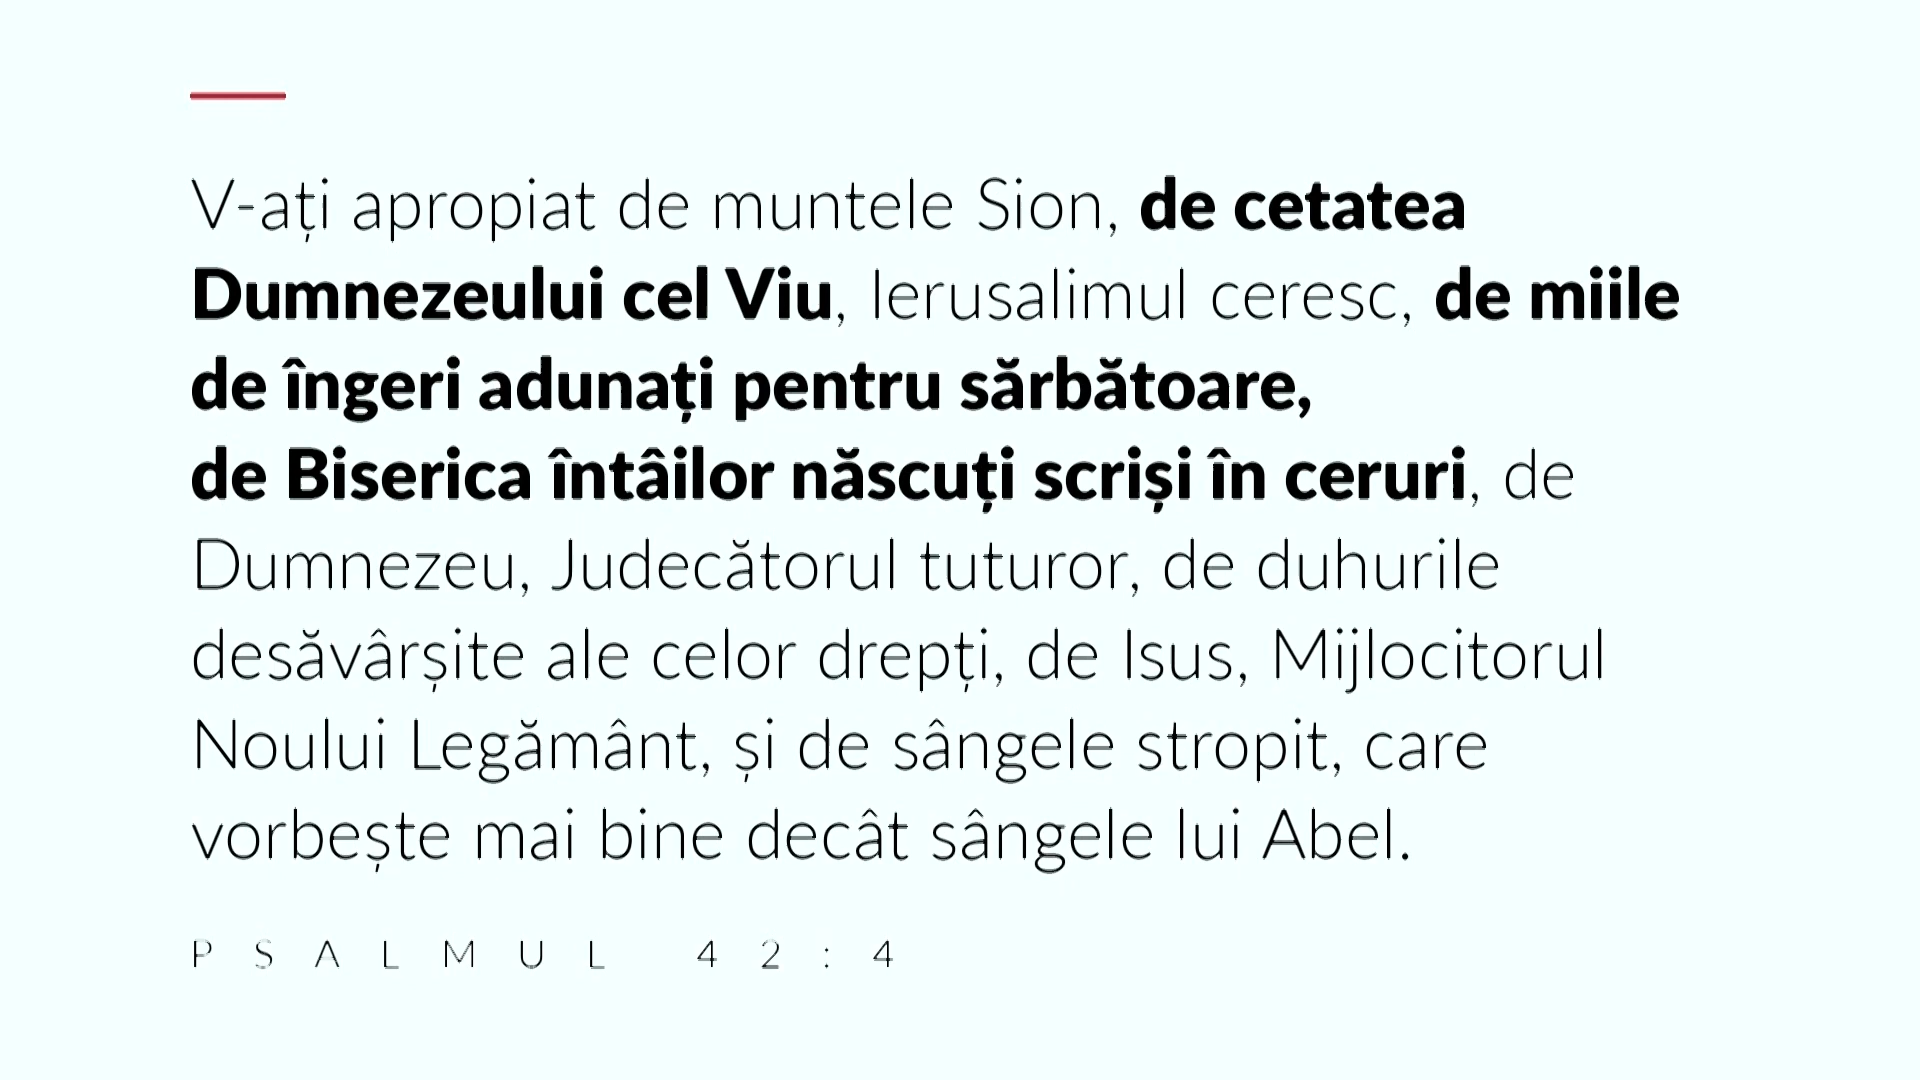 V-ați apropiat de muntele Sion, de cetatea
Dumnezeului cel Viu, Ierusalimul ceresc, de miile
de îngeri adunați pentru sărbătoare,
de Biserica întâilor născuți scriși în ceruri, de
Dumnezeu, Judecătorul tuturor, de duhurile
desăvârșite ale celor drepți, de Isus, Mijlocitorul
Noului Legământ, și de sângele stropit, care
vorbește mai bine decât sângele lui Abel.
PSALMUL 42:4